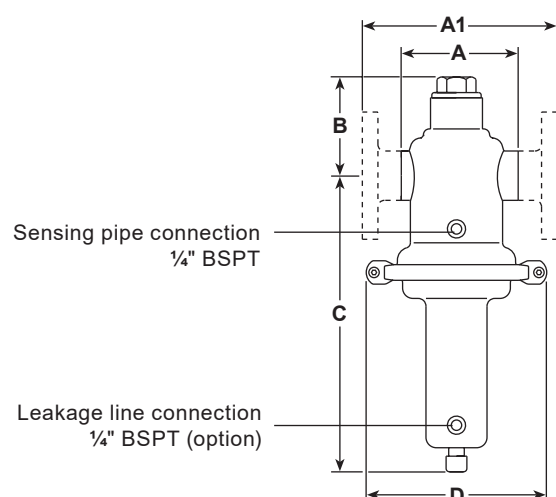 A1
A
B
Sensing pipe connection
¼" BSPT
C
Leakage line connection
¼" BSPT (option)
D